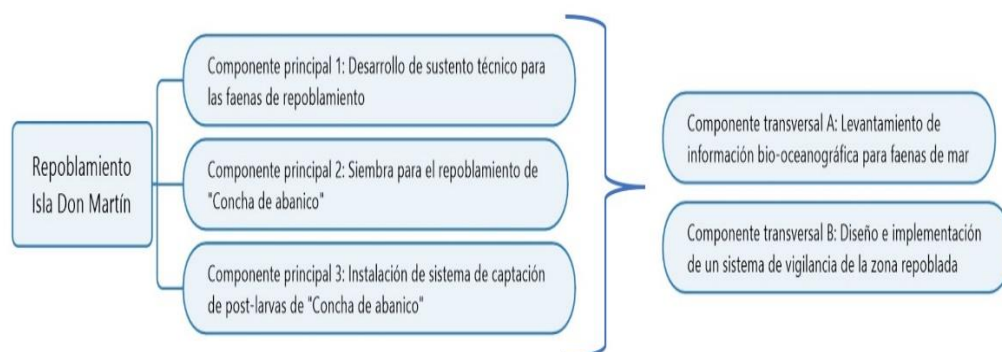 Repoblamiento
Isla Don Martín
Componente principal 1: Desarrollo de sustento técnico para
las faenas de repoblamiento
Componente principal 2: Siembra para el repoblamiento de
"Concha de abanico"
Componente principal 3: Instalación de sistema de captación
de post-larvas de "Concha de abanico"
Componente transversal A: Levantamiento de
información bio-oceanográfica para faenas de mar
Componente transversal B: Diseño e implementación
de un sistema de vigilancia de la zona repoblada